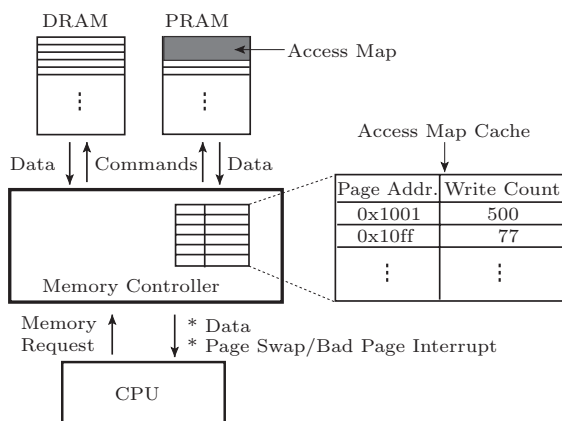 DRAM PRAM
Access Map
Data Commands Data
Access Map Cache
Page Addr. Write Count
0x1001 500
0x10ff 77
Memory Controller
Memory Request
* Data
* Page Swap/Bad Page Interrupt
CPU